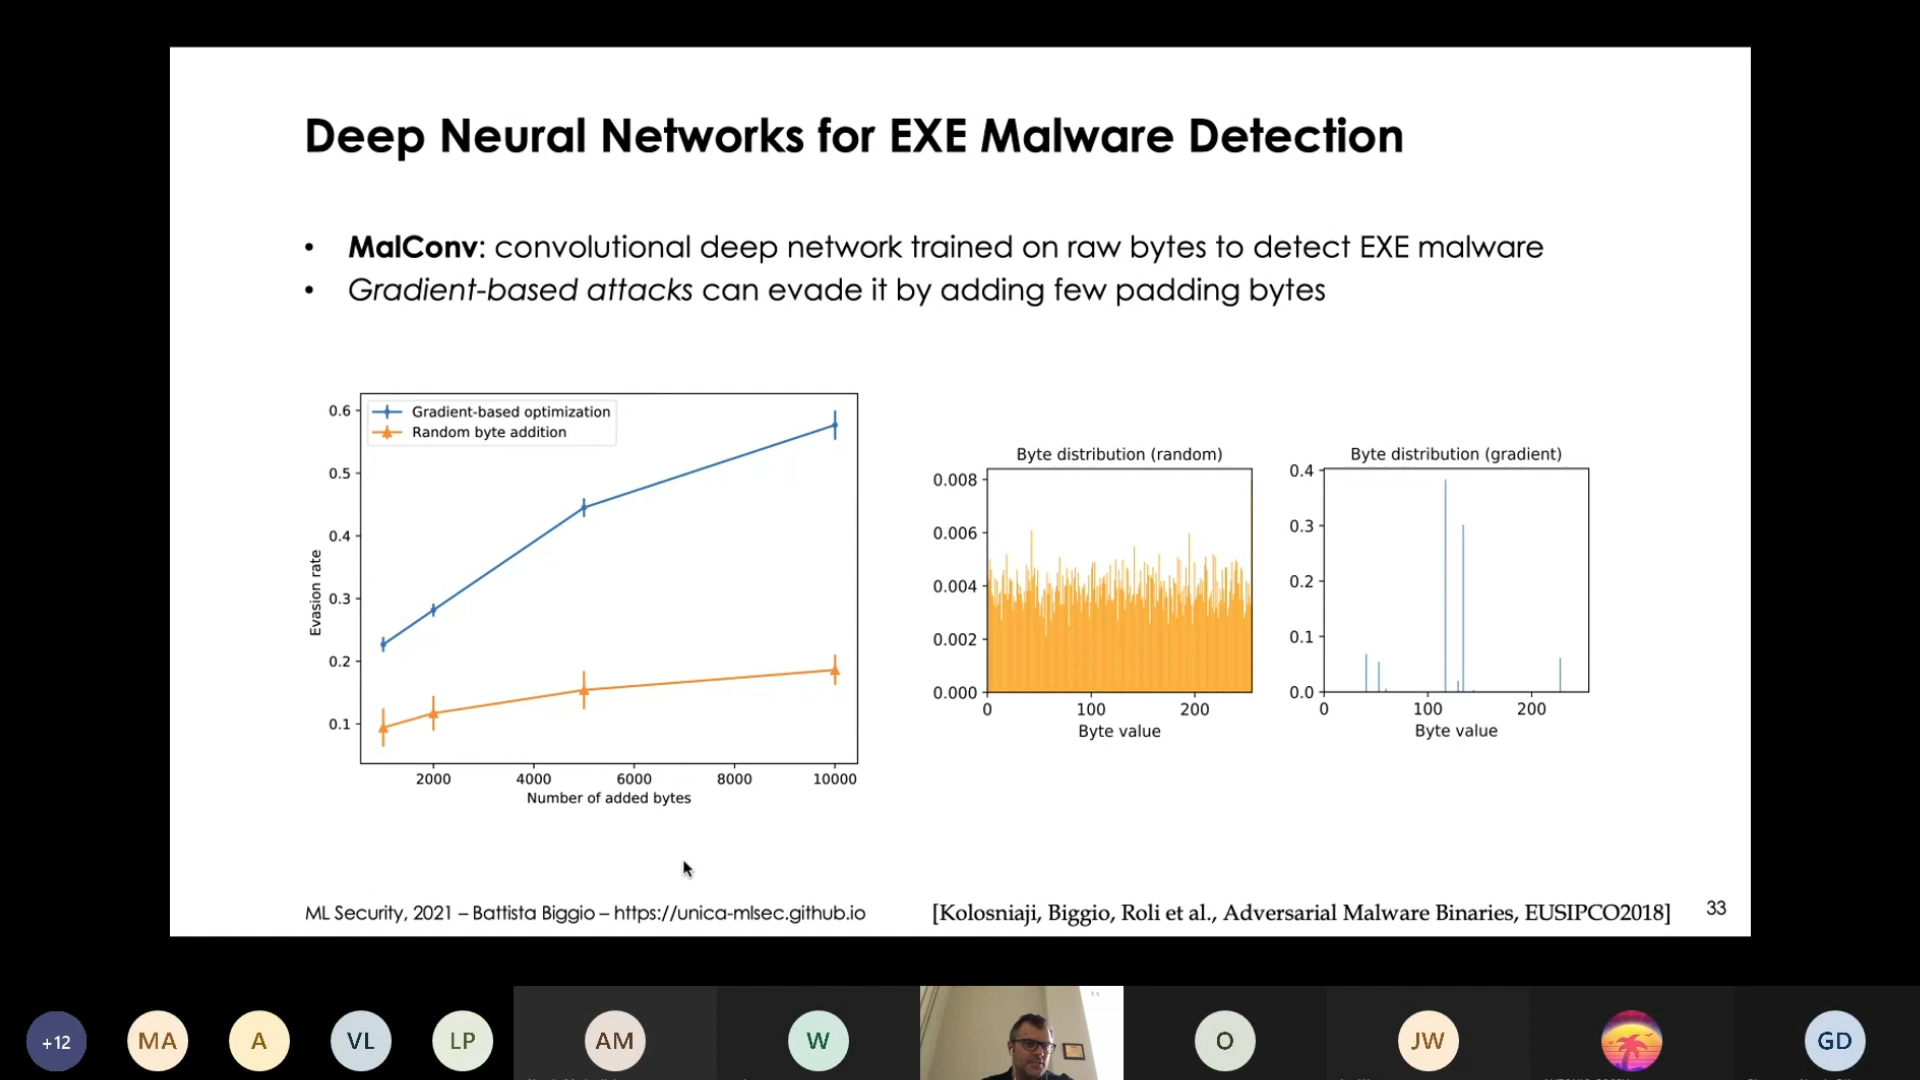 Deep Neural Networks for EXE Malware Detection
• MalConv: convolutional deep network trained on raw bytes to detect EXE malware
• Gradient-based attacks can evade it by adding few padding bytes
Gradient-based optimization
Random byte addition
0.6
0.5
0.4
0.3
0.2
0.1
Evasion rate
2000 4000 6000 8000 10000
Number of added bytes
Byte distribution (random)
0.008
0.006
0.004
0.002
0.000
0 100 200
Byte value
Byte distribution (gradient)
0.4
0.3
0.2
0.1
0.0
0 100 200
Byte value
ML Security, 2021 – Battista Biggio – https://unica-mlsec.github.io
[Kolosniaji, Biggio, Roli et al., Adversarial Malware Binaries, EUSIPCO2018]
33
+12 MA A VL LP AM W O JW GD